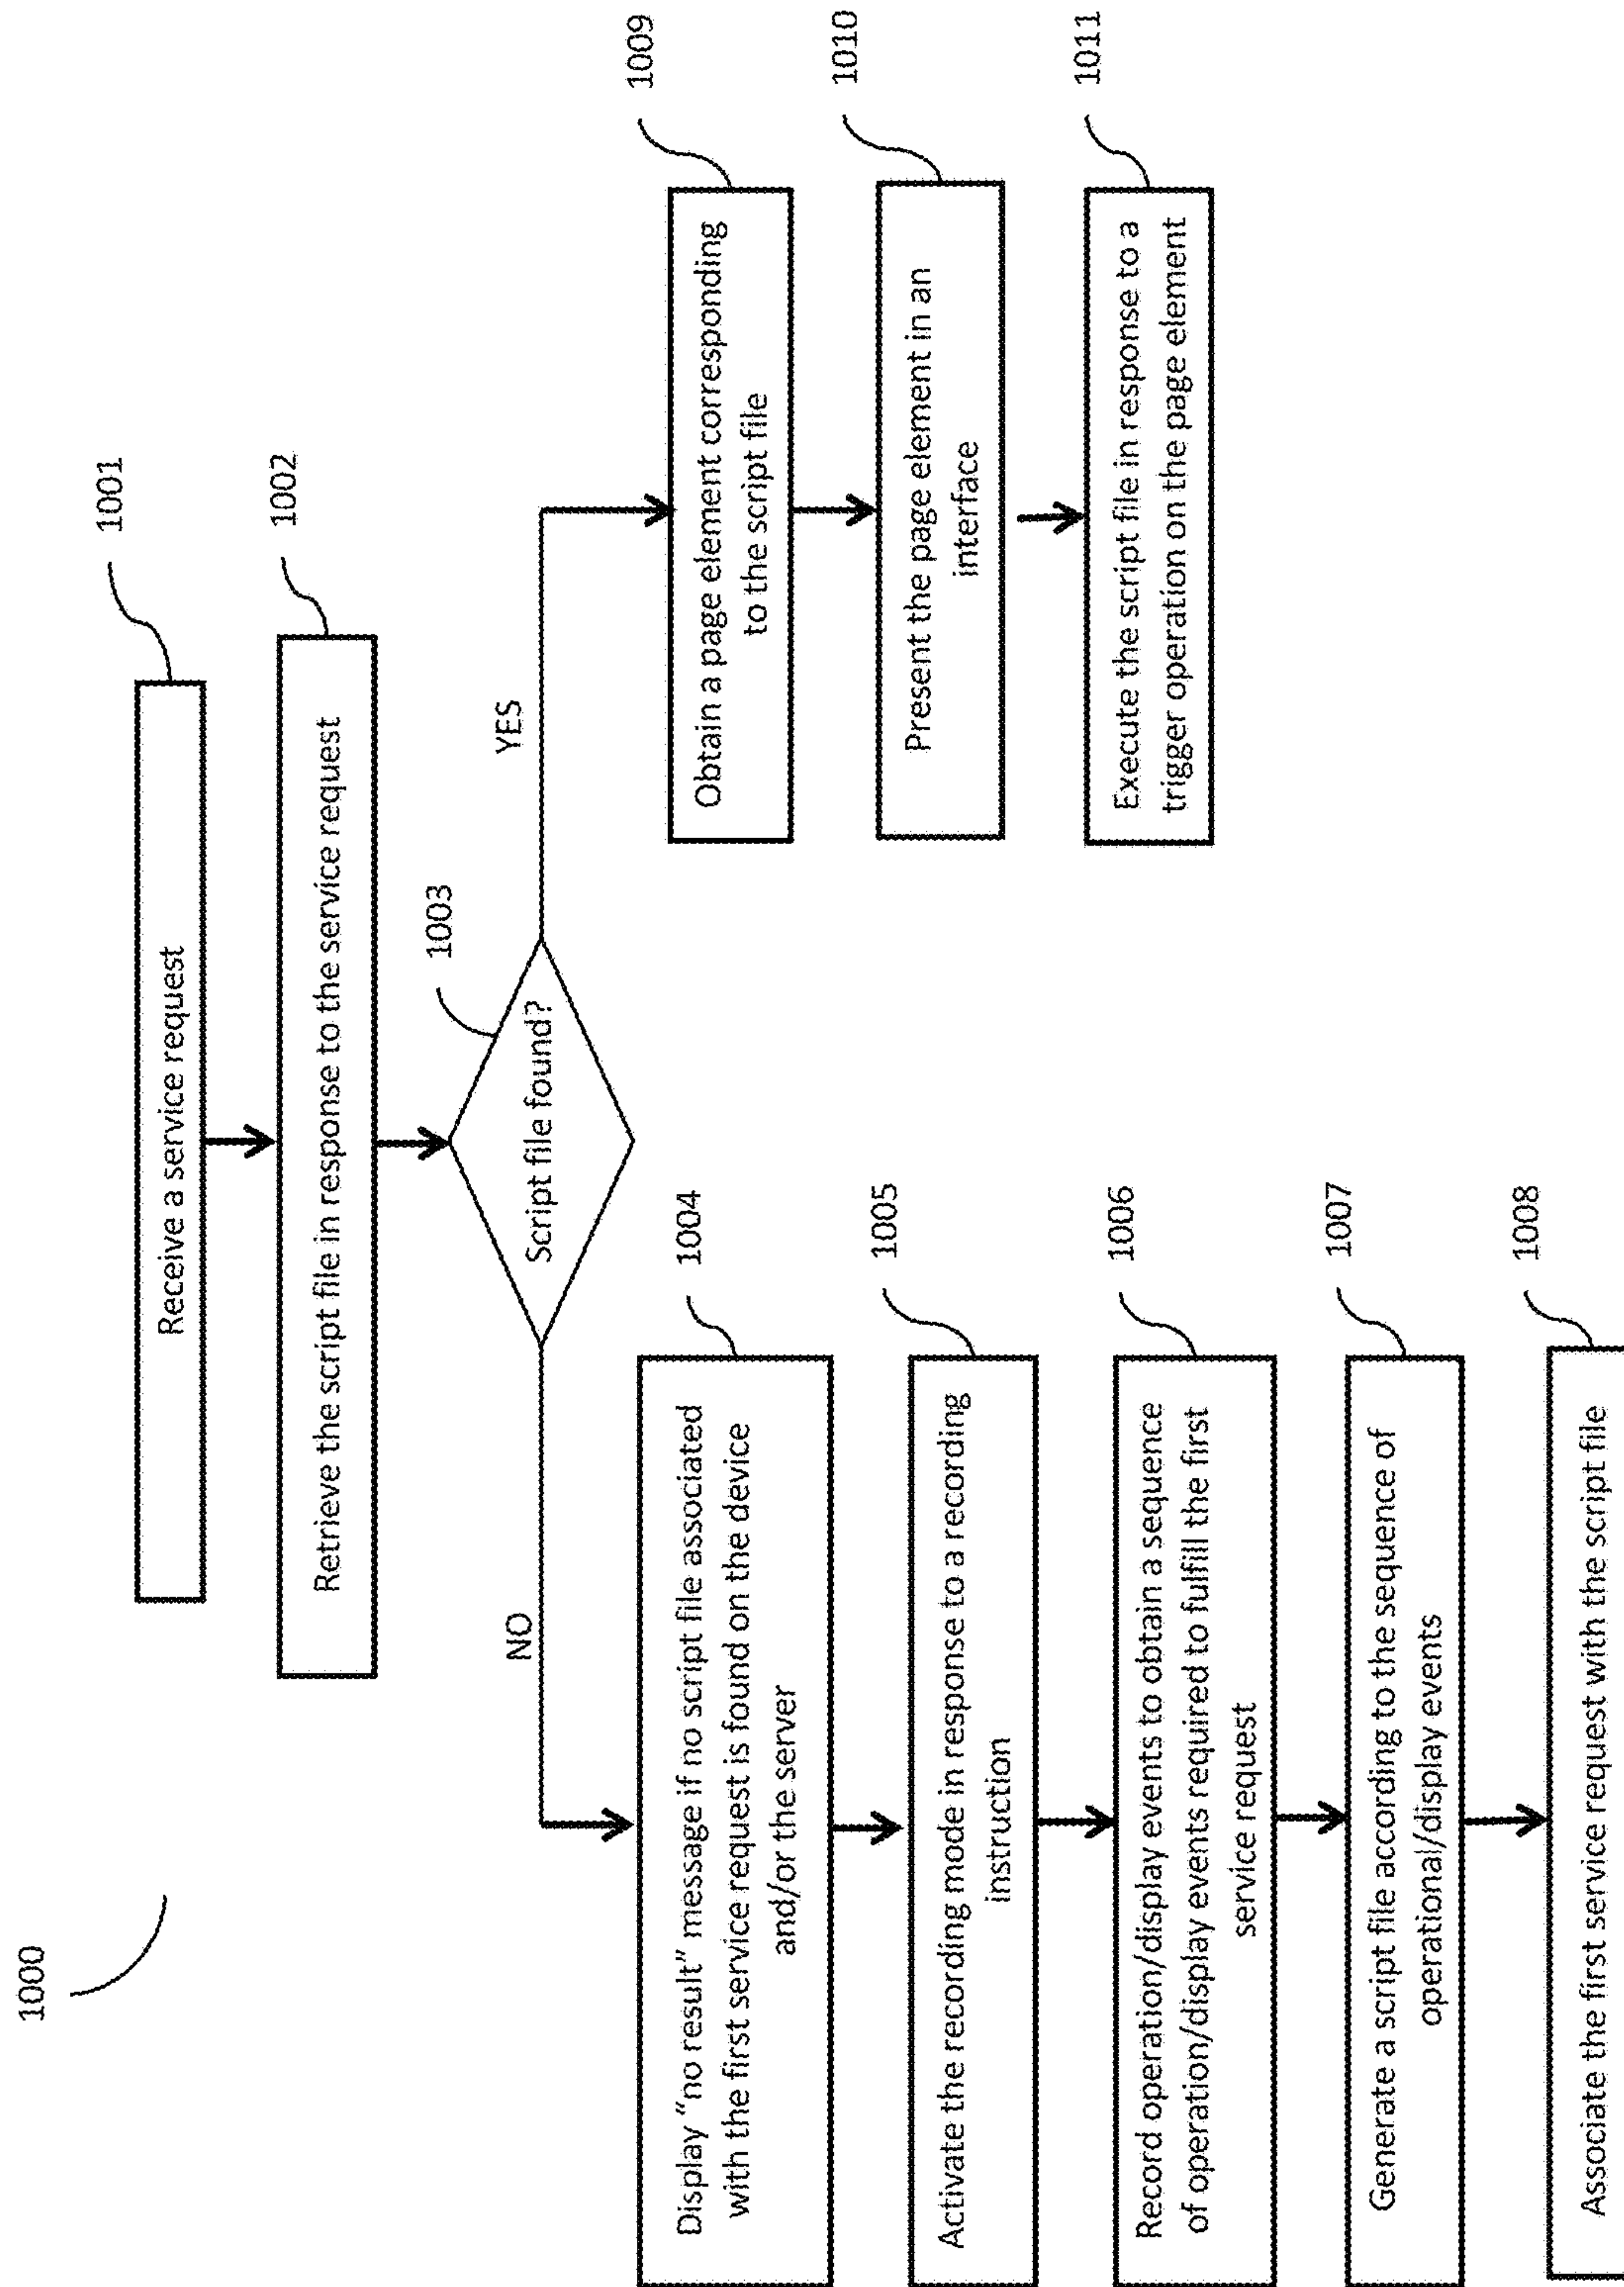 1000
Receive a service request
1001
Retrieve the script file in response to the service request
1002
Script file found?
1003
NO
YES
Display “no result” message if no script file associated
with the first service request is found on the device
and/or the server
1004
Activate the recording mode in response to a recording
instruction
1005
Record operation/display events to obtain a sequence
of operation/display events required to fulfill the first
service request
1006
Generate a script file according to the sequence of
operational/display events
1007
Associate the first service request with the script file
1008
Obtain a page element corresponding
to the script file
1009
Present the page element in an
interface
1010
Execute the script file in response to a
trigger operation on the page element
1011